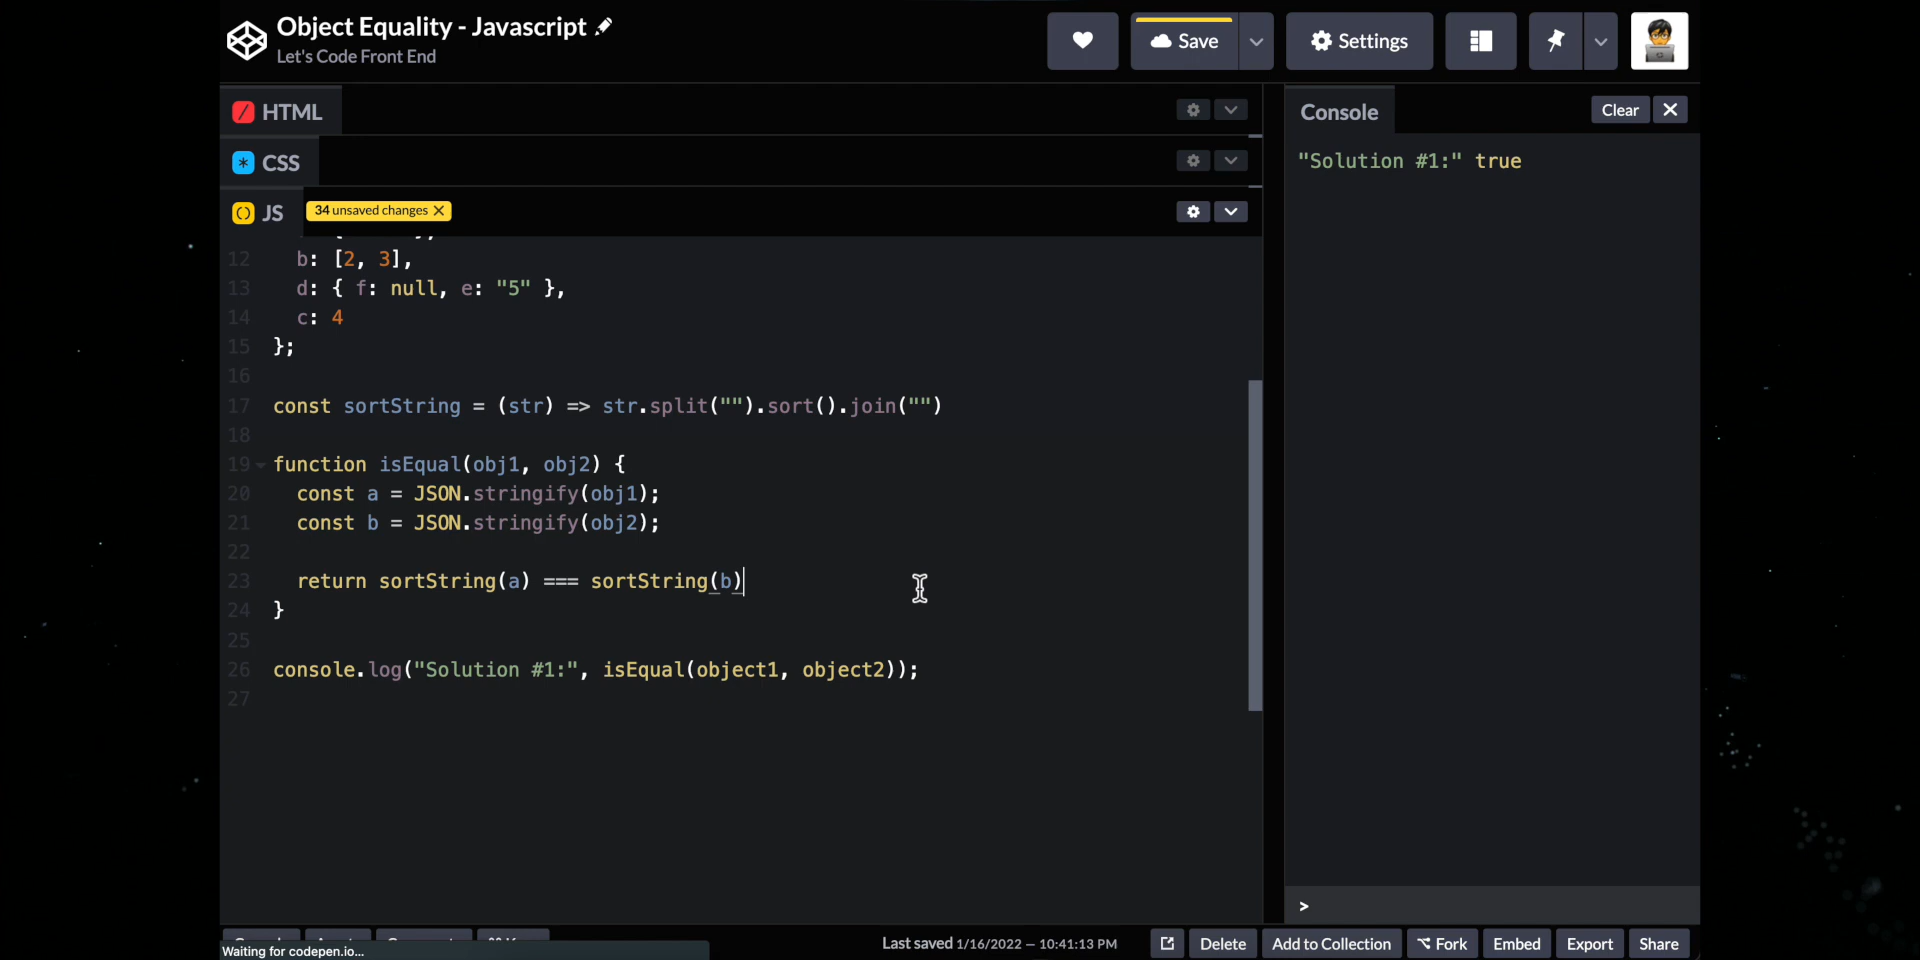 Object Equality - Javascript
Let's Code Front End
Save
Settings
HTML
CSS
JS
34 unsaved changes
12 b: [2, 3],
13 d: { f: null, e: "5" },
14 c: 4
15 };
16
17 const sortString = (str) => str.split("").sort().join("")
18
19 function isEqual(obj1, obj2) {
20 const a = JSON.stringify(obj1);
21 const b = JSON.stringify(obj2);
22
23 return sortString(a) === sortString(b)
24 }
25
26 console.log("Solution #1:", isEqual(object1, object2));
27
Console
Clear
"Solution #1:" true
>
Waiting for codepen.io...
Last saved 1/16/2022 — 10:41:13 PM
Delete
Add to Collection
Fork
Embed
Export
Share